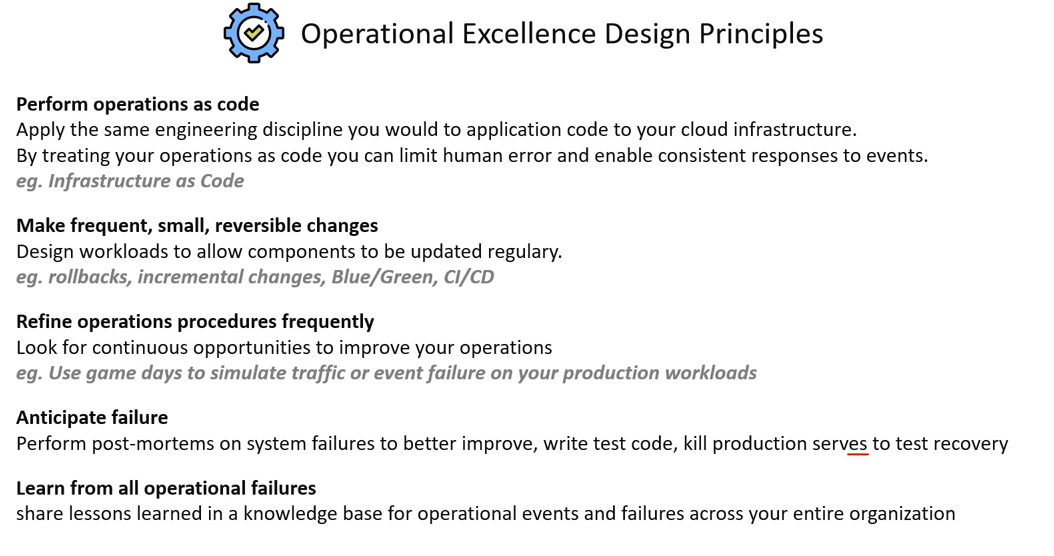 Operational Excellence Design Principles
Perform operations as code
Apply the same engineering discipline you would to application code to your cloud infrastructure.
By treating your operations as code you can limit human error and enable consistent responses to events.
eg. Infrastructure as Code
Make frequent, small, reversible changes
Design workloads to allow components to be updated regulary.
eg. rollbacks, incremental changes, Blue/Green, CI/CD
Refine operations procedures frequently
Look for continuous opportunities to improve your operations
eg. Use game days to simulate traffic or event failure on your production workloads
Anticipate failure
Perform post-mortems on system failures to better improve, write test code, kill production serves to test recovery
Learn from all operational failures
share lessons learned in a knowledge base for operational events and failures across your entire organization